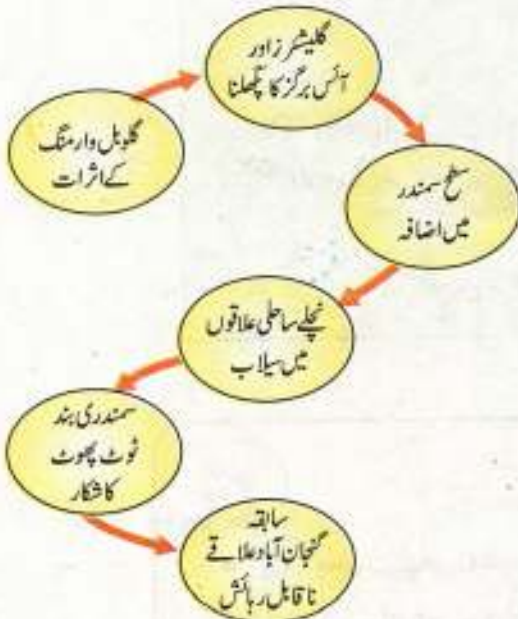 گلوبل وارمنگ
کے اثرات
گلیشرز اور
آئس برگز کا پگھلنا
سطح سمندر
میں اضافہ
نچلے ساحلی علاقوں
میں سیلاب
سمندری بند
ٹوٹ پھوٹ
کا شکار
سابقہ
گنجان آباد علاقے
ناقابل رہائش